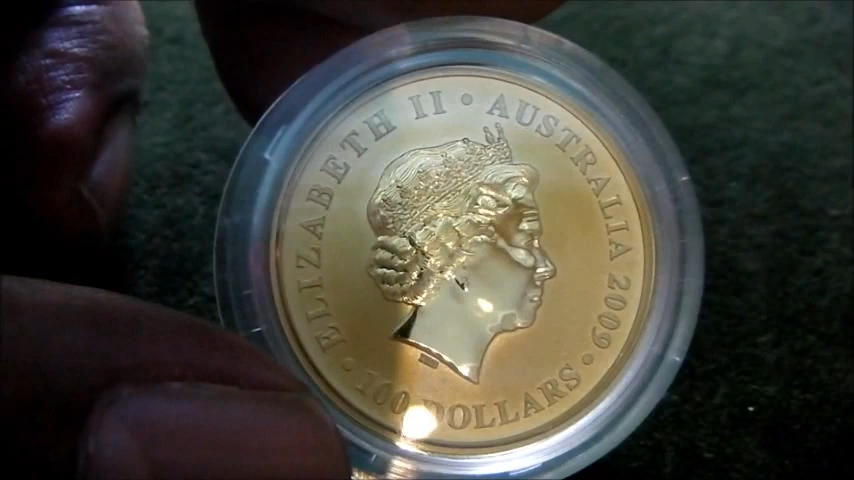 ELIZABETH II • AUSTRALIA 2009 • 100 DOLLARS •